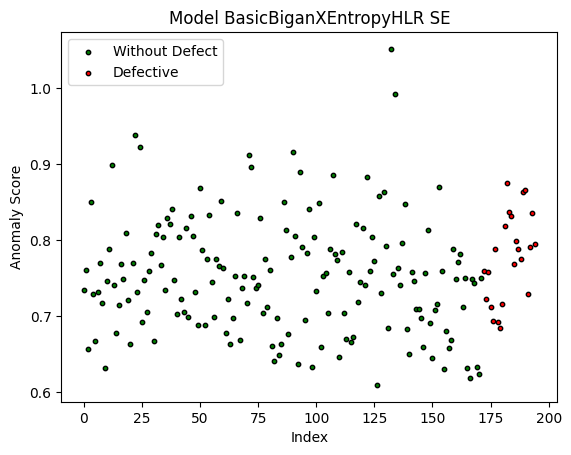 Model BasicBiganXEntropyHLR SE
Without Defect
Defective
Anomaly Score
1.0
0.9
0.8
0.7
0.6
0
25
50
75
100
125
150
175
200
Index